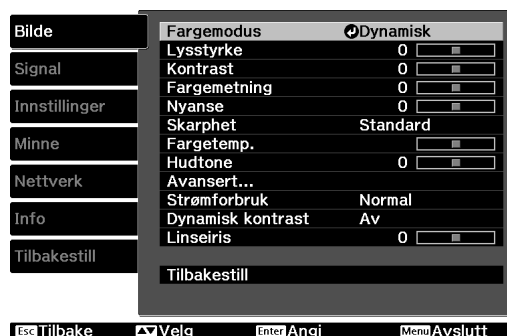 Bilde
Signal
Innstillinger
Minne
Nettverk
Info
Tilbakestill
Fargemodus Dynamisk
Lysstyrke 0
Kontrast 0
Fargemetning 0
Nyanse 0
Skarphet Standard
Fargetemp.
Hudtone 0
Avansert...
Strømforbruk Normal
Dynamisk kontrast Av
Linseiris 0
Tilbakestill
Esc Tilbake Velg Enter Angi Menu Avslutt